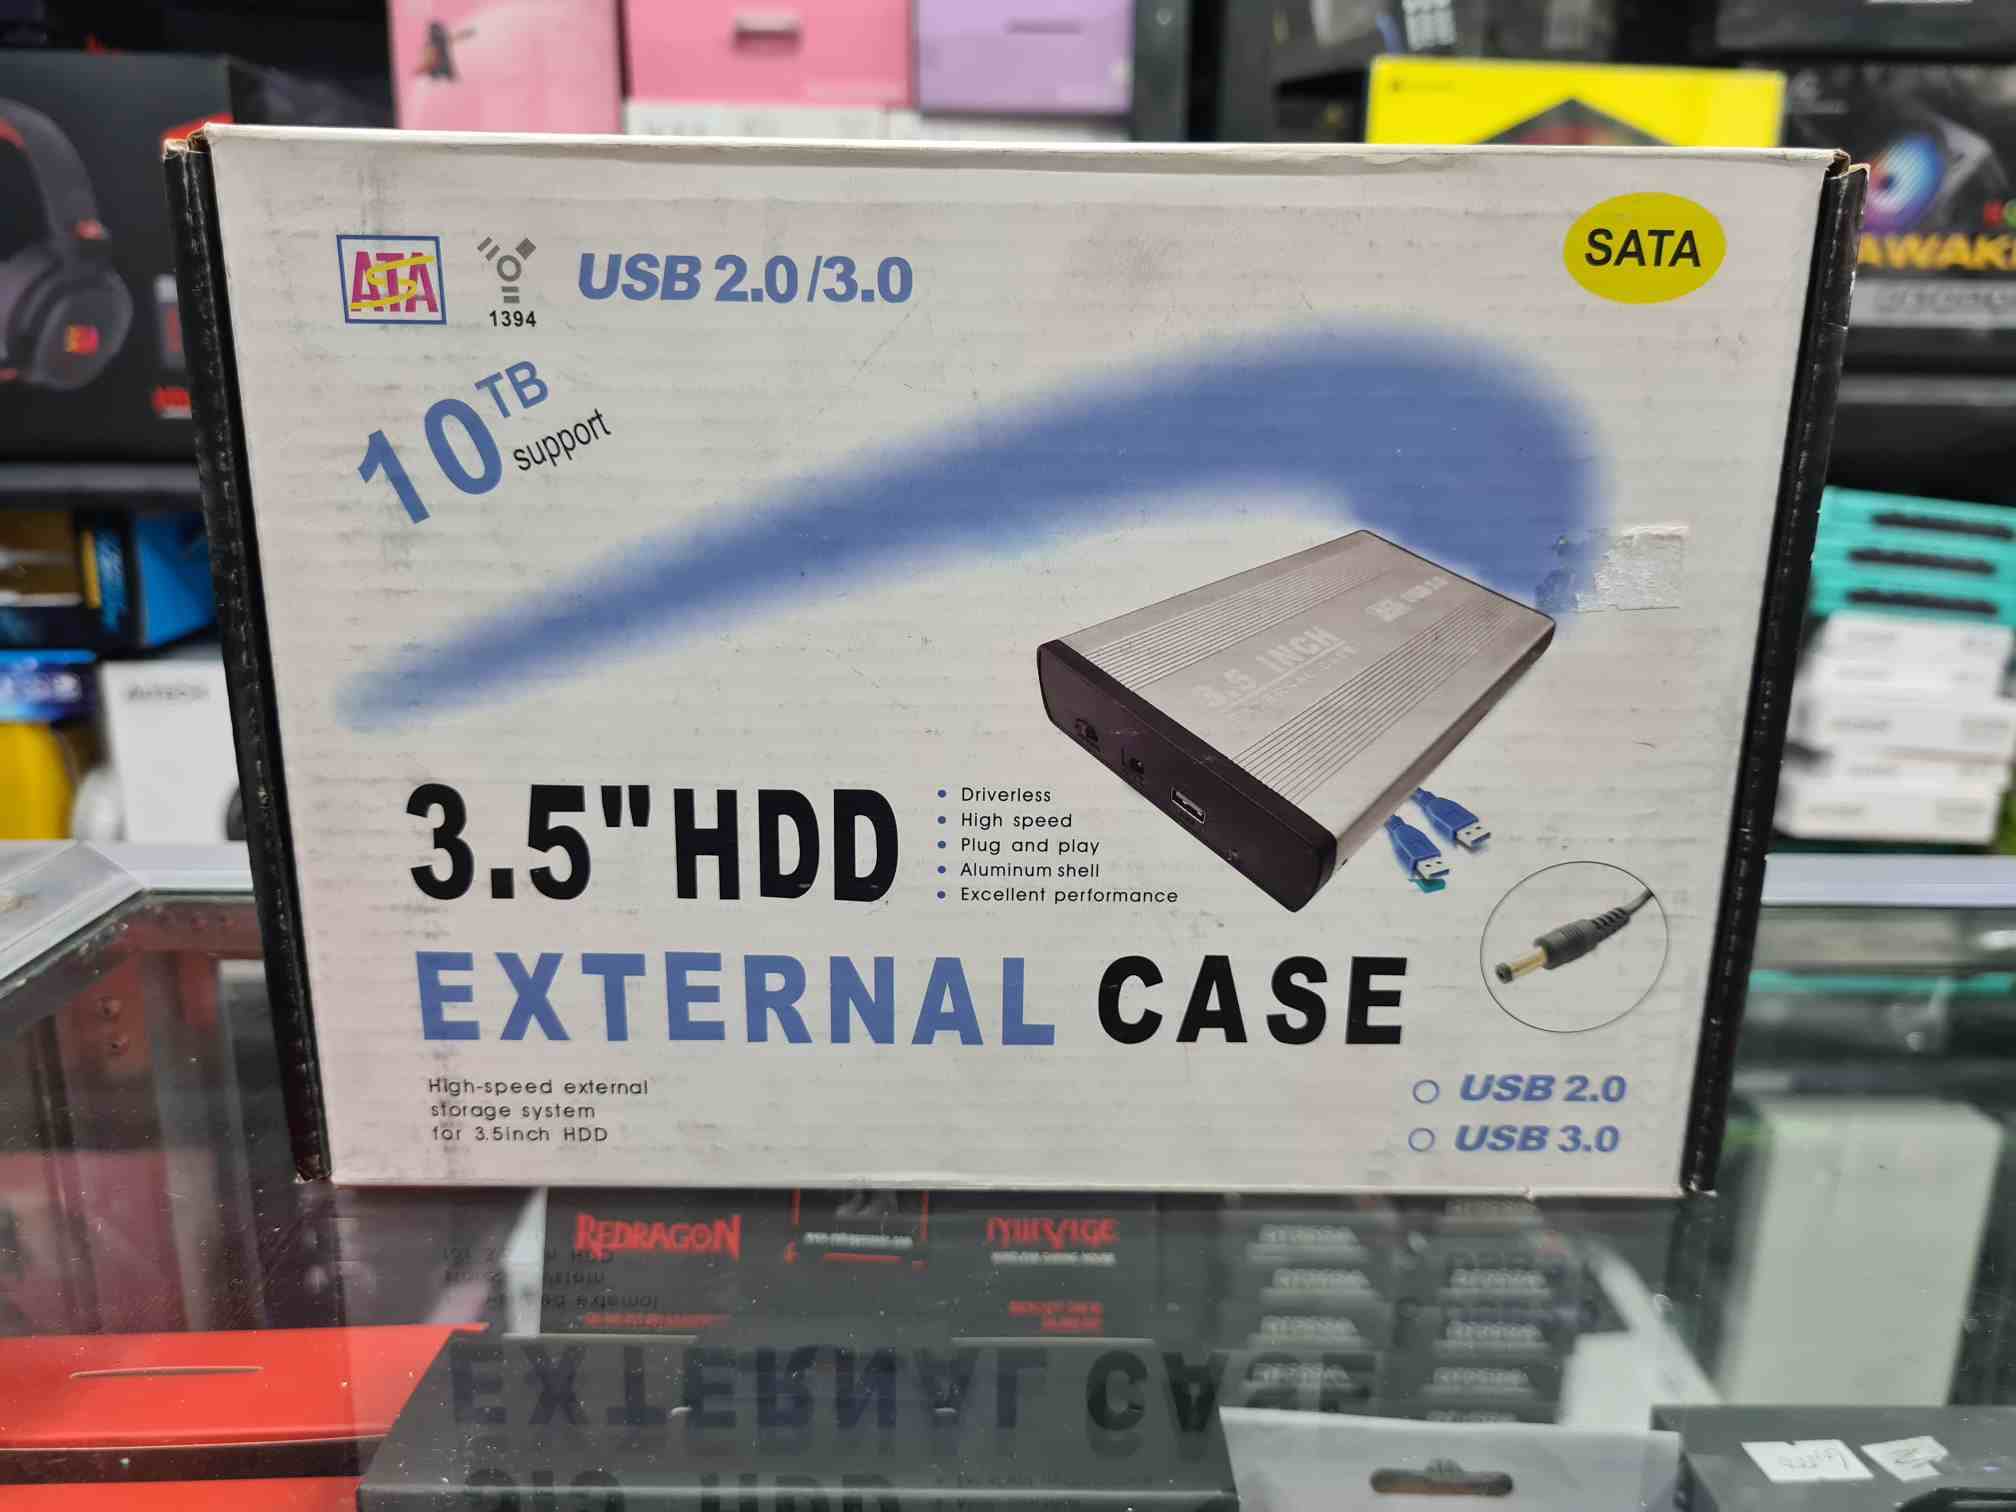 SATA
1394
USB 2.0/3.0
SATA
10TB
support
3.5 INCH
3.5" HDD
Driverless
High speed
Plug and play
Aluminum shell
Excellent performance
EXTERNAL CASE
High-speed external
storage system
for 3.5inch HDD
USB 2.0
USB 3.0
REDRAGON
MIRAGE